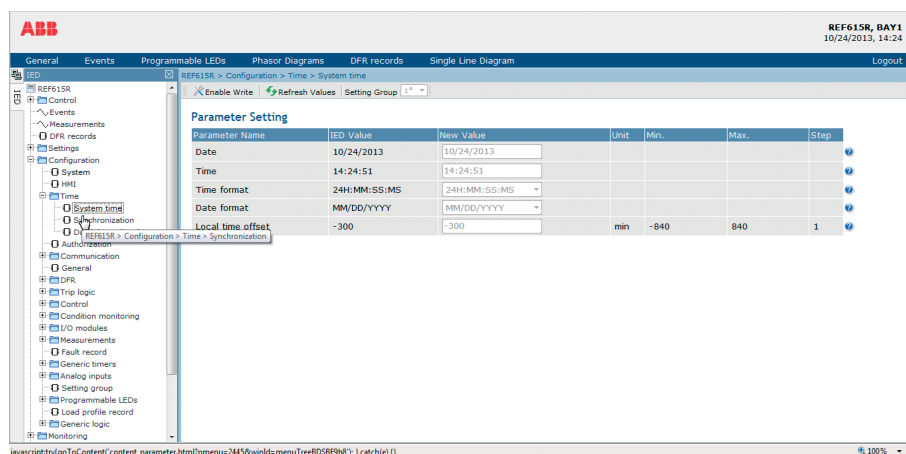 ABB
REF615R, BAY1
10/24/2013, 14:24
General Events Programmable LEDs Phasor Diagrams DFR records Single Line Diagram Logout
IED
REF615R > Configuration > Time > System time
Enable Write Refresh Values Setting Group 1*
IED
REF615R
Control
Events
Measurements
DFR records
Settings
Configuration
System
HMI
Time
System time
Synchronization
REF615R > Configuration > Time > Synchronization
Authorization
Communication
General
DFR
Trip logic
Control
Condition monitoring
I/O modules
Measurements
Fault record
Generic timers
Analog inputs
Setting group
Programmable LEDs
Load profile record
Generic logic
Monitoring
Parameter Setting
Parameter Name IED Value New Value Unit Min. Max. Step
Date 10/24/2013 10/24/2013
Time 14:24:51 14:24:51
Time format 24H:MM:SS:MS 24H:MM:SS:MS
Date format MM/DD/YYYY MM/DD/YYYY
Local time offset -300 -300 min -840 840 1
100%